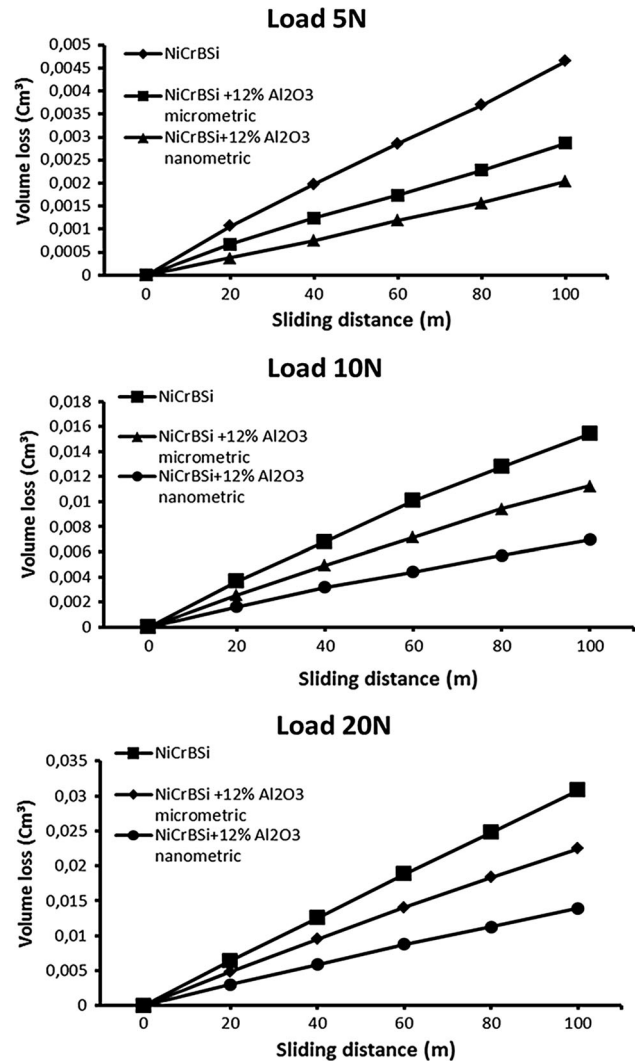 Load 5N
0,005
0,0045
0,004
0,0035
0,003
0,0025
0,002
0,0015
0,001
0,0005
0
Volume loss (Cm³)
NiCrBSi
NiCrBSi +12% Al2O3
micrometric
NiCrBSi+12% Al2O3
nanometric
0 20 40 60 80 100
Sliding distance (m)
Load 10N
0,018
0,016
0,014
0,012
0,01
0,008
0,006
0,004
0,002
0
Volume loss (Cm³)
NiCrBSi
NiCrBSi +12% Al2O3
micrometric
NiCrBSi+12% Al2O3
nanometric
0 20 40 60 80 100
Sliding distance (m)
Load 20N
0,035
0,03
0,025
0,02
0,015
0,01
0,005
0
Volume loss (Cm³)
NiCrBSi
NiCrBSi +12% Al2O3
micrometric
NiCrBSi+12% Al2O3
nanometric
0 20 40 60 80 100
Sliding distance (m)